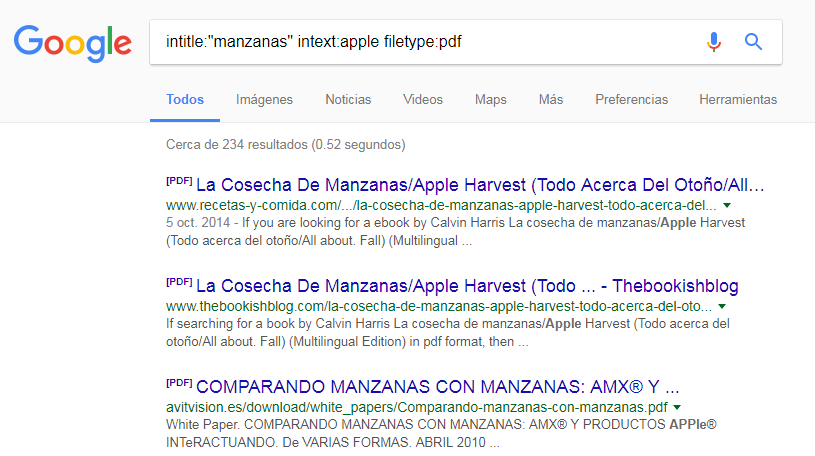 Google
intitle:"manzanas" intext:apple filetype:pdf
Todos Imágenes Noticias Videos Maps Más Preferencias Herramientas
Cerca de 234 resultados (0.52 segundos)
[PDF] La Cosecha De Manzanas/Apple Harvest (Todo Acerca Del Otoño/All…
www.recetas-y-comida.com/.../la-cosecha-de-manzanas-apple-harvest-todo-acerca-del...
5 oct. 2014 - If you are looking for a ebook by Calvin Harris La cosecha de manzanas/Apple Harvest
(Todo acerca del otoño/All about. Fall) (Multilingual ...
[PDF] La Cosecha De Manzanas/Apple Harvest (Todo ... - Thebookishblog
www.thebookishblog.com/la-cosecha-de-manzanas-apple-harvest-todo-acerca-del-oto...
If searching for a book by Calvin Harris La cosecha de manzanas/Apple Harvest (Todo acerca del
otoño/All about. Fall) (Multilingual Edition) in pdf format, then ...
[PDF] COMPARANDO MANZANAS CON MANZANAS: AMX® Y ...
avitvision.es/download/white_papers/Comparando-manzanas-con-manzanas.pdf
White Paper. COMPARANDO MANZANAS CON MANZANAS: AMX® Y PRODUCTOS APPle®
INTeRACTUANDO. De VARIAS FORMAS. ABRIL 2010 ...